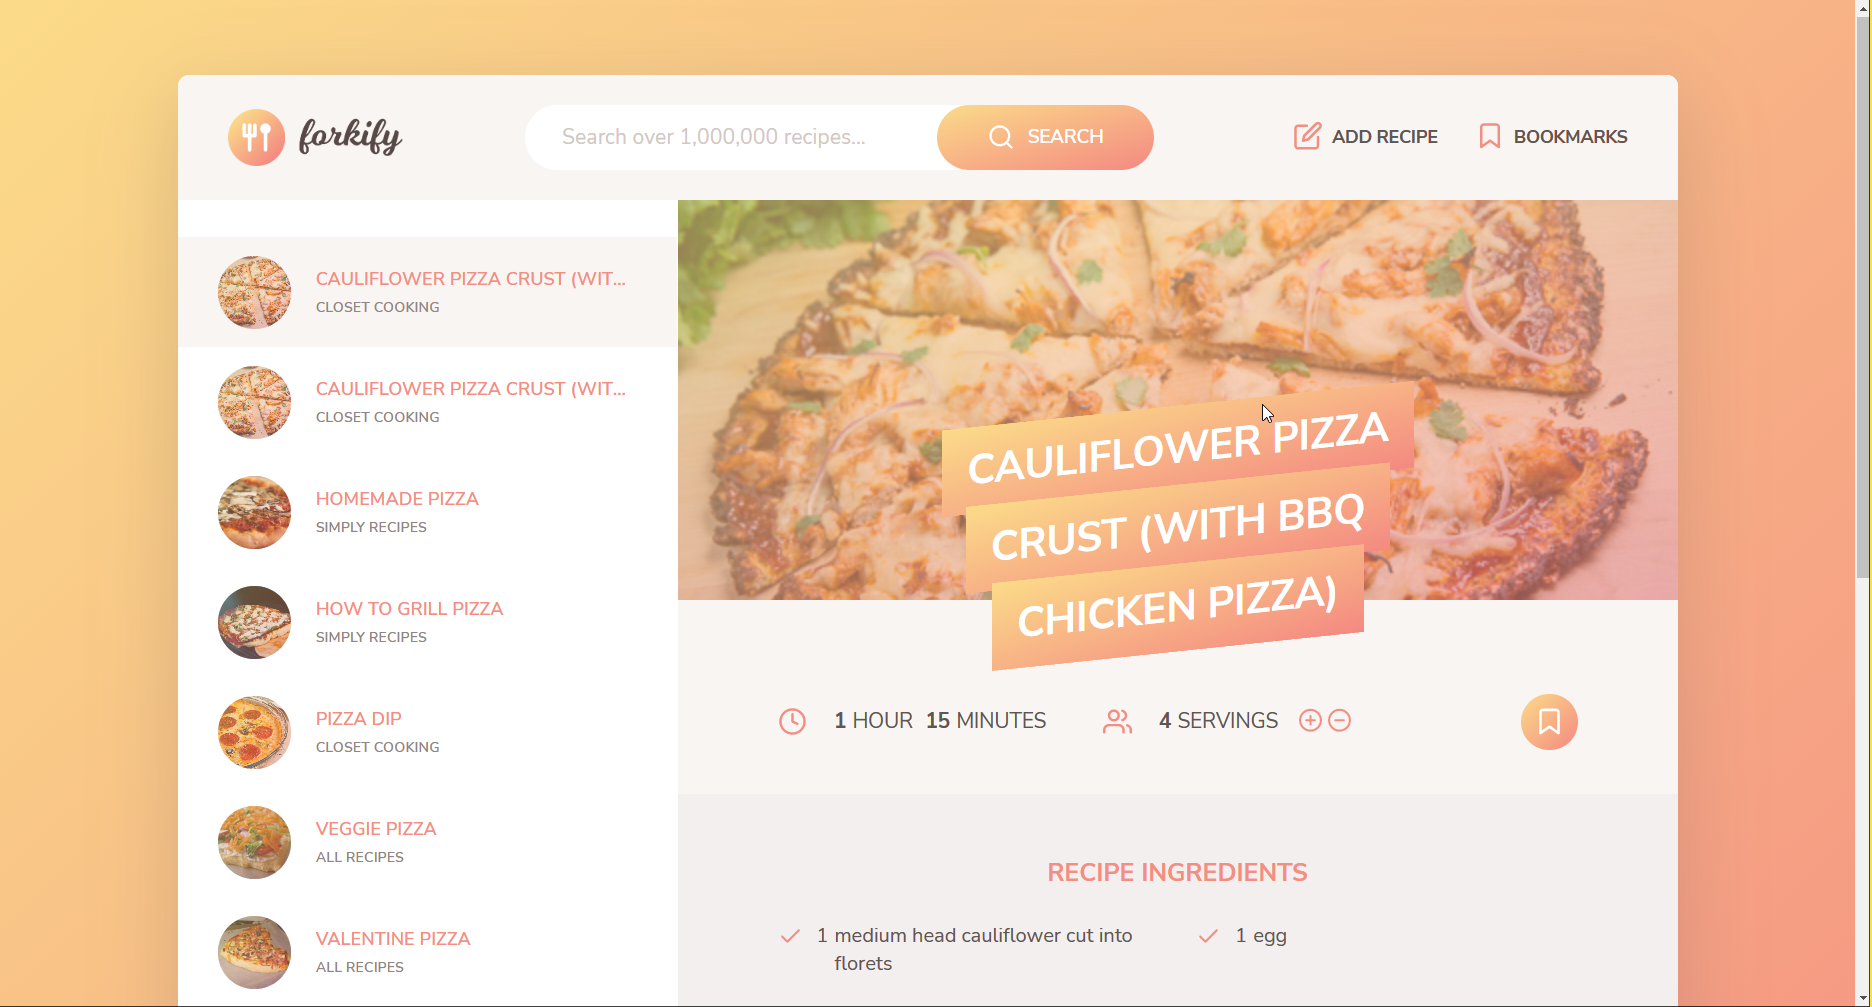 forkify
Search over 1,000,000 recipes...
SEARCH
ADD RECIPE
BOOKMARKS
CAULIFLOWER PIZZA CRUST (WIT...
CLOSET COOKING
CAULIFLOWER PIZZA CRUST (WIT...
CLOSET COOKING
HOMEMADE PIZZA
SIMPLY RECIPES
HOW TO GRILL PIZZA
SIMPLY RECIPES
PIZZA DIP
CLOSET COOKING
VEGGIE PIZZA
ALL RECIPES
VALENTINE PIZZA
ALL RECIPES
CAULIFLOWER PIZZA
CRUST (WITH BBQ
CHICKEN PIZZA)
1 HOUR 15 MINUTES
4 SERVINGS
RECIPE INGREDIENTS
1 medium head cauliflower cut into
florets
1 egg